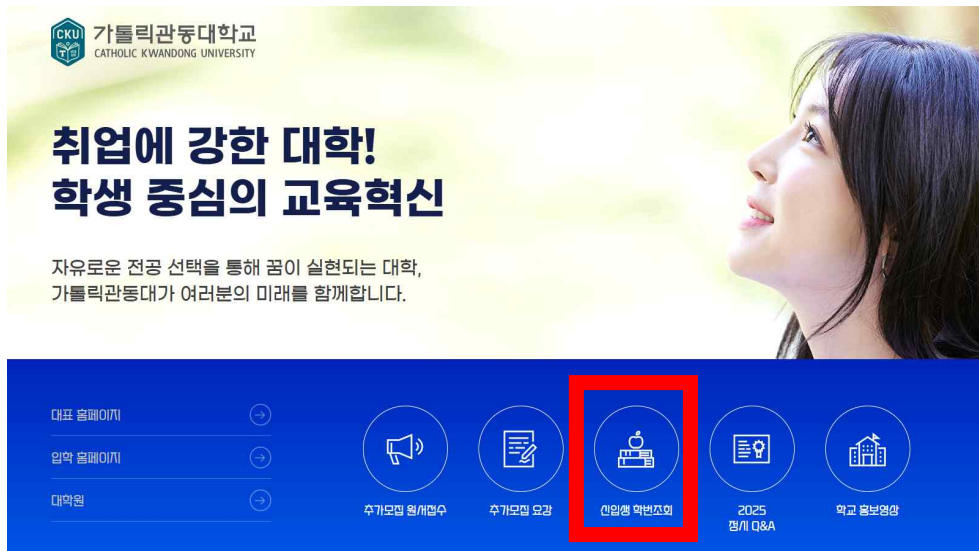 CKU
가톨릭관동대학교
CATHOLIC KWANDONG UNIVERSITY
취업에 강한 대학!
학생 중심의 교육혁신
자유로운 전공 선택을 통해 꿈이 실현되는 대학,
가톨릭관동대가 여러분의 미래를 함께합니다.
대표 홈페이지
입학 홈페이지
대학원
추가모집 원서접수
추가모집 요강
신입생 학번조회
2025
정시 Q&A
학교 홍보영상